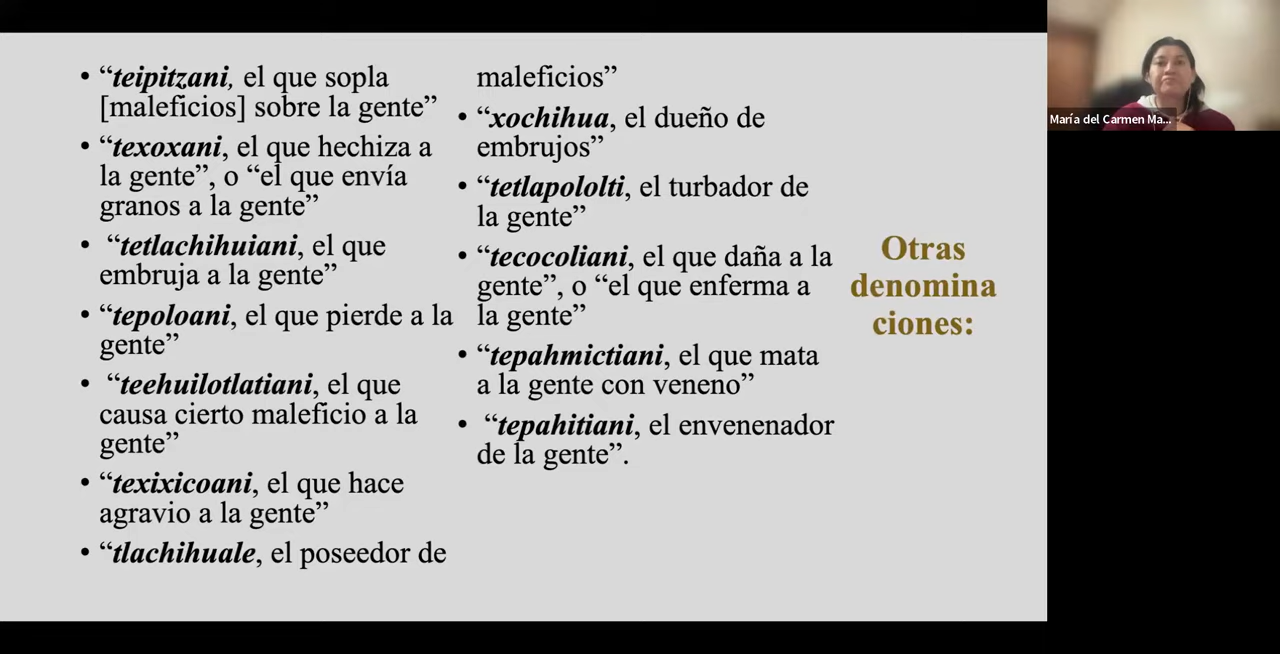 • “teipitzani, el que sopla
[maleficios] sobre la gente”
• “texoxani, el que hechiza a
la gente”, o “el que envía
granos a la gente”
• “tetlachihuiani, el que
embruja a la gente”
• “tepoloani, el que pierde a la
gente”
• “teehuilotlatiani, el que
causa cierto maleficio a la
gente”
• “texixicoani, el que hace
agravio a la gente”
• “tlachihuale, el poseedor de
maleficios”
• “xochihua, el dueño de
embrujos”
• “tetlapololti, el turbador de
la gente”
• “tecocoliani, el que daña a la
gente”, o “el que enferma a
la gente”
• “tepahmictiani, el que mata
a la gente con veneno”
• “tepahitiani, el envenenador
de la gente”.
Otras
denomina
ciones:
María del Carmen Ma...